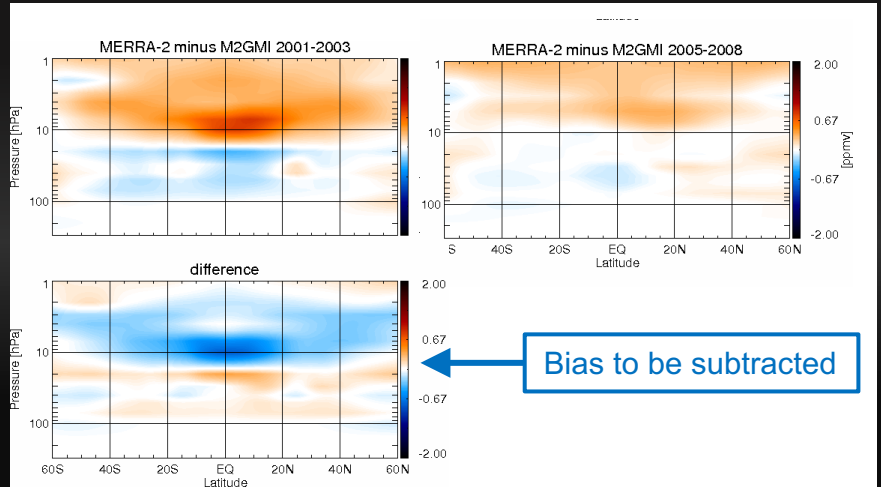 MERRA-2 minus M2GMI 2001-2003
1
10
100
Pressure [hPa]
MERRA-2 minus M2GMI 2005-2008
1
10
100
S 40S 20S EQ 20N 40N 60N
Latitude
2.00
0.67
-0.67
-2.00
[ppmv]
difference
1
10
100
Pressure [hPa]
60S 40S 20S EQ 20N 40N 60N
Latitude
2.00
0.67
-0.67
-2.00
Bias to be subtracted